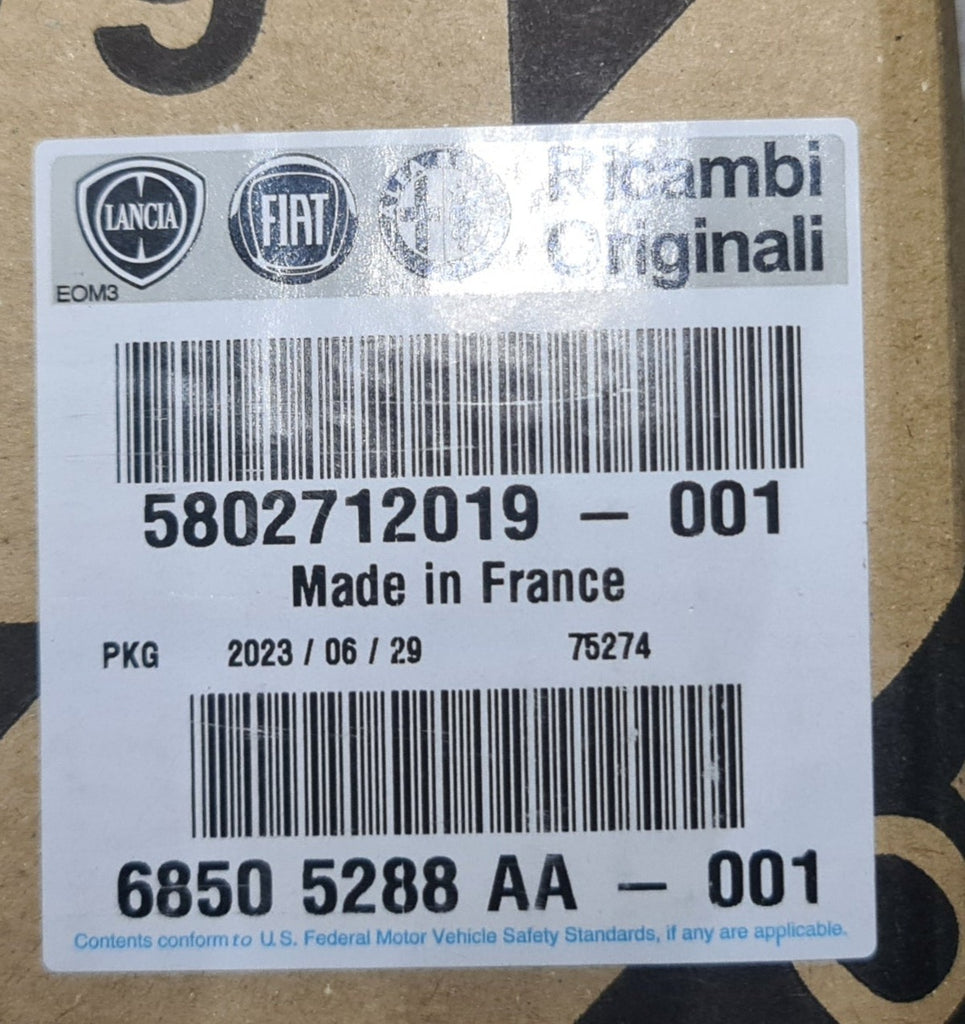 LANCIA FIAT Ricambi
Originali
EOM3
5802712019 – 001
Made in France
PKG 2023 / 06 / 29 75274
6850 5288 AA – 001
Contents conform to U.S. Federal Motor Vehicle Safety Standards, if any are applicable.